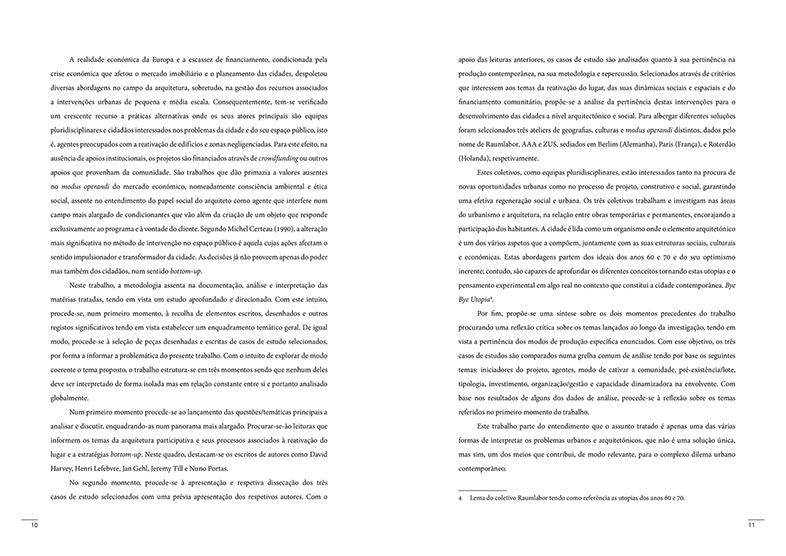 A realidade económica da Europa e a escassez de financiamento, condicionada pela
crise económica que afetou o mercado imobiliário e o planeamento das cidades, despoletou
diversas abordagens no campo da arquitetura, sobretudo, na gestão dos recursos associados
a intervenções urbanas de pequena e média escala. Consequentemente, tem-se verificado
um crescente recurso a práticas alternativas onde os seus atores principais são equipas
pluridisciplinares e cidadãos interessados nos problemas da cidade e do seu espaço público, isto
é, agentes preocupados com a reativação de edifícios e zonas negligenciadas. Para este efeito, na
ausência de apoios institucionais, os projetos são financiados através de crowdfunding ou outros
apoios que provenham da comunidade. São trabalhos que dão primazia a valores ausentes
no modus operandi do mercado económico, nomeadamente consciência ambiental e ética
social, assente no entendimento do papel social do arquiteto como agente que interfere num
campo mais alargado de condicionantes que vão além da criação de um objeto que responde
exclusivamente ao programa e à vontade do cliente. Segundo Michel Certeau (1990), a alteração
mais significativa no método de intervenção no espaço público é aquela cujas ações afectam o
sentido impulsionador e transformador da cidade. As decisões já não proveem apenas do poder
mas também dos cidadãos, num sentido bottom-up.
Neste trabalho, a metodologia assenta na documentação, análise e interpretação das
matérias tratadas, tendo em vista um estudo aprofundado e direcionado. Com este intuito,
procede-se, num primeiro momento, à recolha de elementos escritos, desenhados e outros
registos significativos tendo em vista estabelecer um enquadramento temático geral. De igual
modo, procede-se à seleção de peças desenhadas e escritas de casos de estudo selecionados,
por forma a informar a problemática do presente trabalho. Com o intuito de explorar de modo
coerente o tema proposto, o trabalho estrutura-se em três momentos sendo que nenhum deles
deve ser interpretado de forma isolada mas em relação constante entre si e portanto analisado
globalmente.
Num primeiro momento procede-se ao lançamento das questões/temáticas principais a
analisar e discutir, enquadrando-as num panorama mais alargado. Procurar-se-ão leituras que
informem os temas da arquitetura participativa e seus processos associados à reativação do
lugar e a estratégias bottom-up. Neste quadro, destacam-se os escritos de autores como David
Harvey, Henri Lefebvre, Jan Gehl, Jeremy Till e Nuno Portas.
No segundo momento, procede-se à apresentação e respetiva dissecação dos três
casos de estudo selecionados com uma prévia apresentação dos respetivos autores. Com o
10
apoio das leituras anteriores, os casos de estudo são analisados quanto à sua pertinência na
produção contemporânea, na sua metodologia e repercussão. Selecionados através de critérios
que interessem aos temas da reativação do lugar, das suas dinâmicas sociais e espaciais e do
financiamento comunitário, propõe-se a análise da pertinência destas intervenções para o
desenvolvimento das cidades a nível arquitectónico e social. Para albergar diferentes soluções
foram selecionados três ateliers de geografias, culturas e modus operandi distintos, dados pelo
nome de Raumlabor, AAA e ZUS, sediados em Berlim (Alemanha), Paris (França), e Roterdão
(Holanda), respetivamente.
Estes coletivos, como equipas pluridisciplinares, estão interessados tanto na procura de
novas oportunidades urbanas como no processo de projeto, construtivo e social, garantindo
uma efetiva regeneração social e urbana. Os três coletivos trabalham e investigam nas áreas
do urbanismo e arquitetura, na relação entre obras temporárias e permanentes, encorajando a
participação dos habitantes. A cidade é lida como um organismo onde o elemento arquitetónico
é um dos vários aspetos que a compõem, juntamente com as suas estruturas sociais, culturais
e económicas. Estas abordagens partem dos ideais dos anos 60 e 70 e do seu optimismo
inerente; contudo, são capazes de aprofundar os diferentes conceitos tornando estas utopias e o
pensamento experimental em algo real no contexto que constitui a cidade contemporânea. Bye
Bye Utopia⁴.
Por fim, propõe-se uma síntese sobre os dois momentos precedentes do trabalho
procurando uma reflexão crítica sobre os temas lançados ao longo da investigação, tendo em
vista a pertinência dos modos de produção específica enunciados. Com esse objetivo, os três
casos de estudos são comparados numa grelha comum de análise tendo por base os seguintes
temas: iniciadores do projeto, agentes, modo de cativar a comunidade, pré-existência/lote,
tipologia, investimento, organização/gestão e capacidade dinamizadora na envolvente. Com
base nos resultados de alguns dos dados de análise, procede-se à reflexão sobre os temas
referidos no primeiro momento do trabalho.
Este trabalho parte do entendimento que o assunto tratado é apenas uma das várias
formas de interpretar os problemas urbanos e arquitetónicos, que não é uma solução única,
mas sim, um dos meios que contribui, de modo relevante, para o complexo dilema urbano
contemporâneo.
4 Lema do coletivo Raumlabor tendo como referência as utopias dos anos 60 e 70.
11